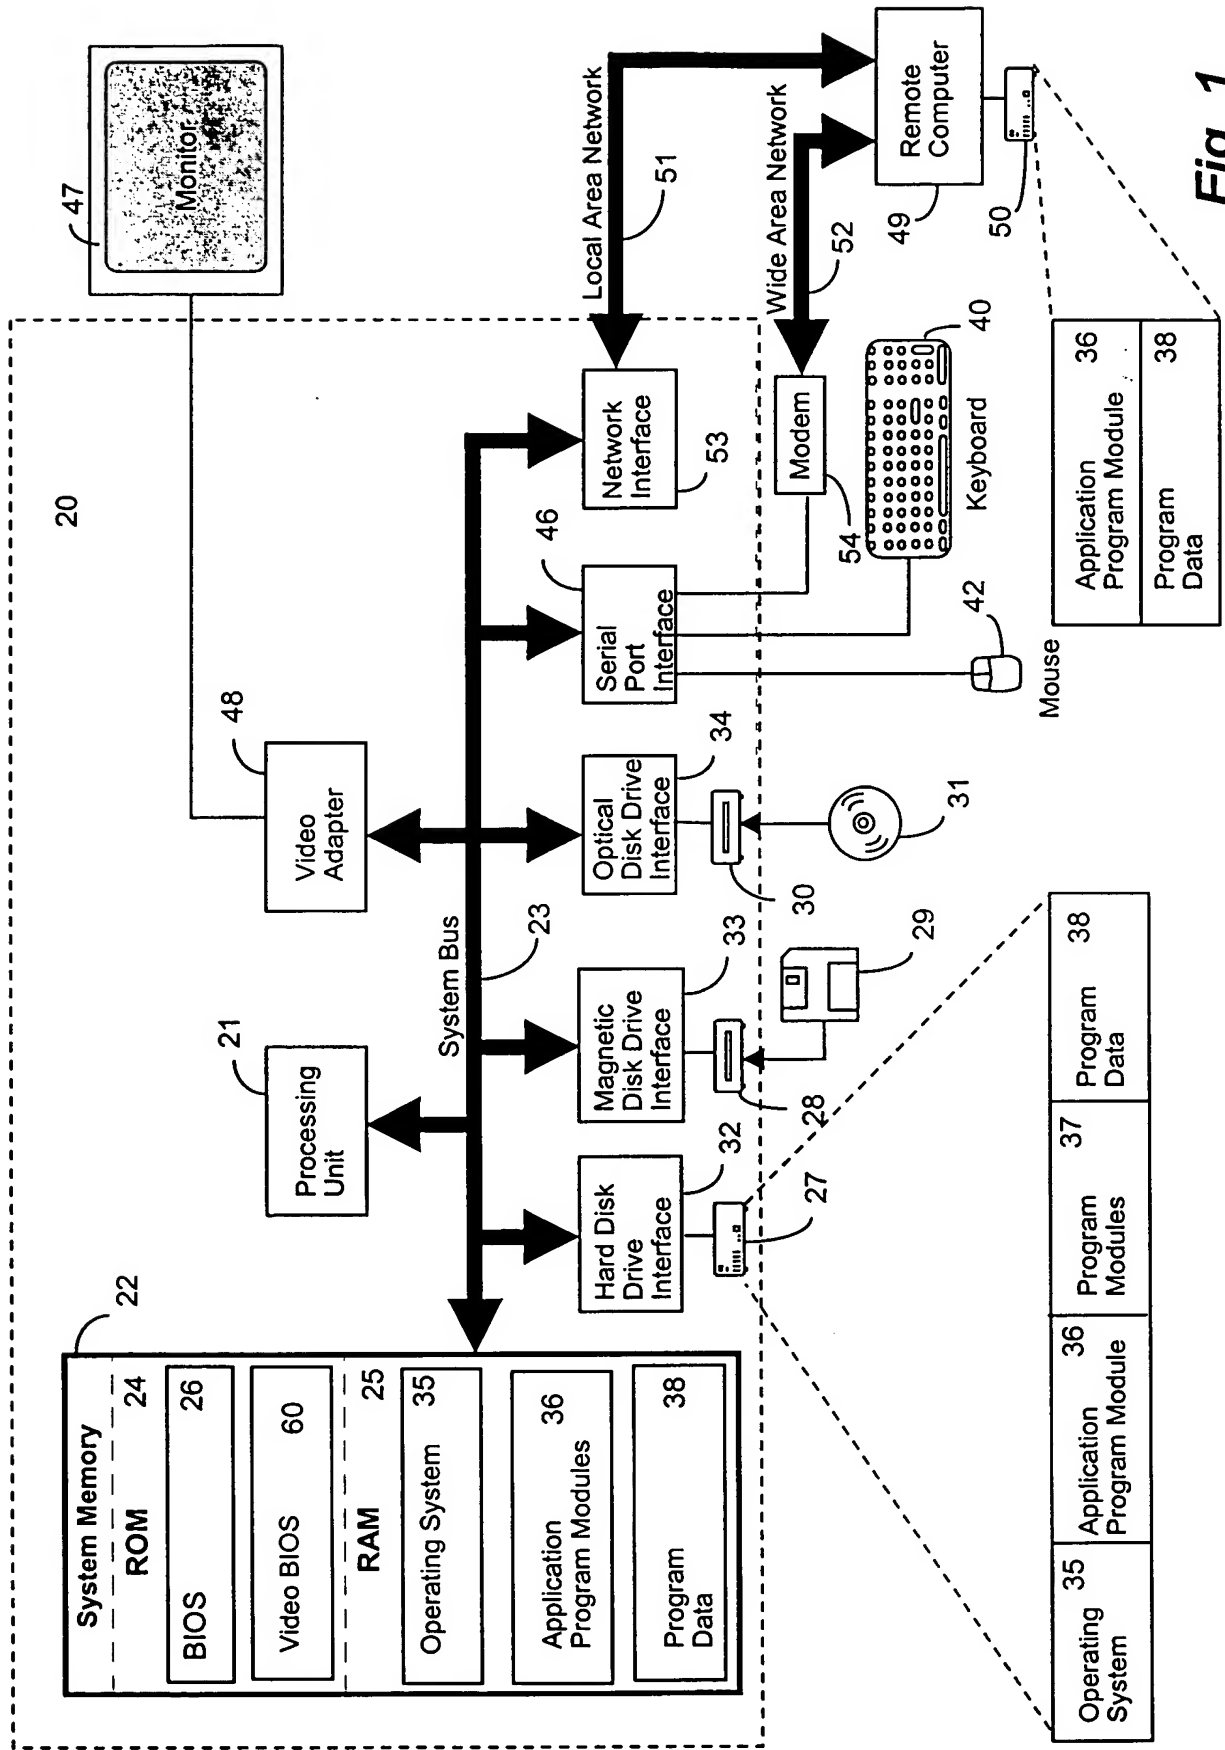 System Memory
22
ROM 24
BIOS 26
Video BIOS 60
RAM 25
Operating System 35
Application
Program Modules
36
Program
Data
38
Processing
Unit
21
Video
Adapter
48
47
Monitor
20
System Bus
23
Hard Disk
Drive
Interface
32
Magnetic
Disk Drive
Interface
33
Optical
Disk Drive
Interface
34
Serial
Port
Interface
46
Network
Interface
53
Local Area Network
51
Wide Area Network
52
Modem
54
Remote
Computer
49
50
27
28
29
30
31
Mouse
42
Keyboard
40
Operating
System
35
Application
Program Module
36
Program
Modules
37
Program
Data
38
Application
Program Module
36
Program
Data
38
Fig. 1